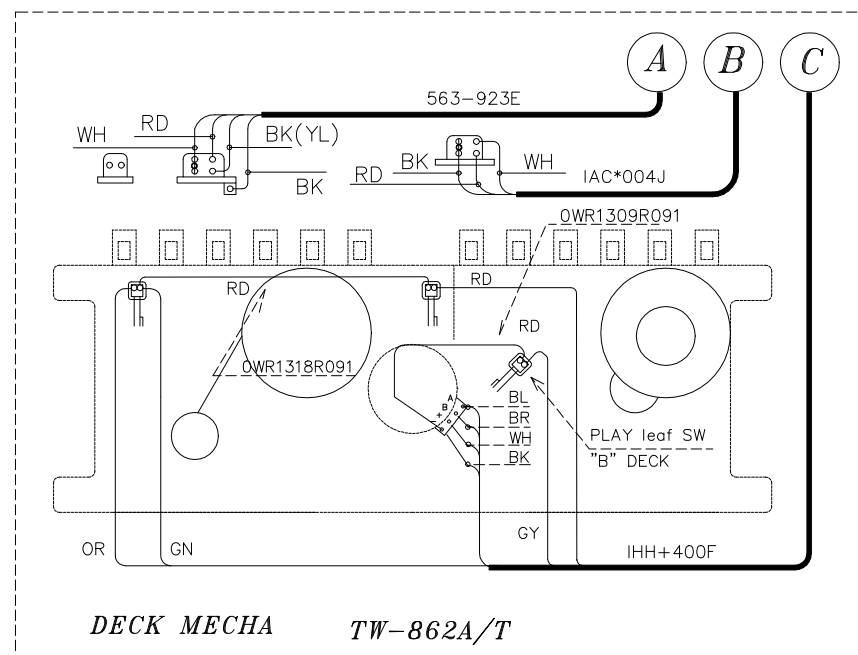 A B C
563-923E
WH RD BK(YL)
BK
BK RD WH
IAC*004J
0WR1309R091
RD RD
RD
0WR1318R091
A
B
+
-
BL
BR
WH
BK
PLAY leaf SW
"B" DECK
OR GN GY
IHH+400F
DECK MECHA TW-862A/T